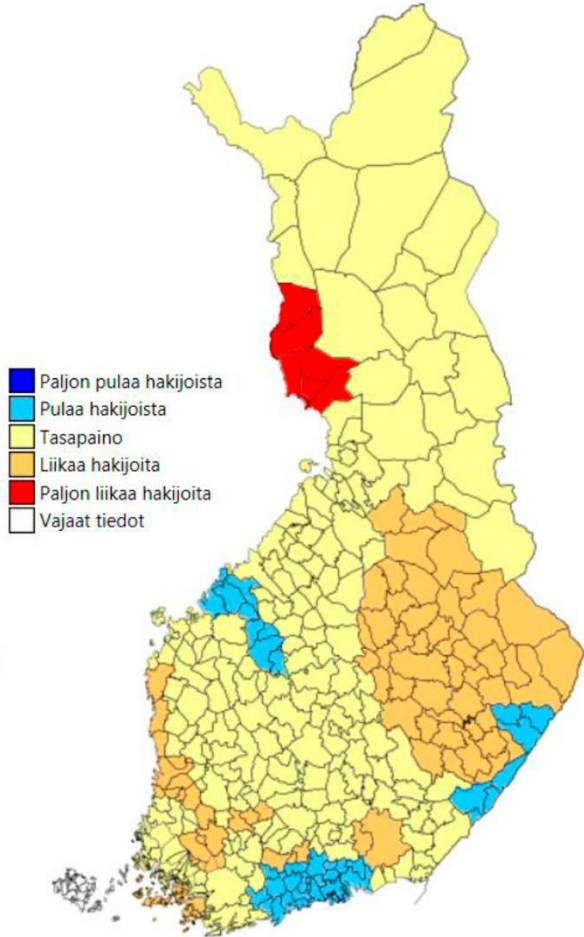 Paljon pulaa hakijoista
Pulaa hakijoista
Tasapaino
Liikaa hakijoita
Paljon liikaa hakijoita
Vajaat tiedot